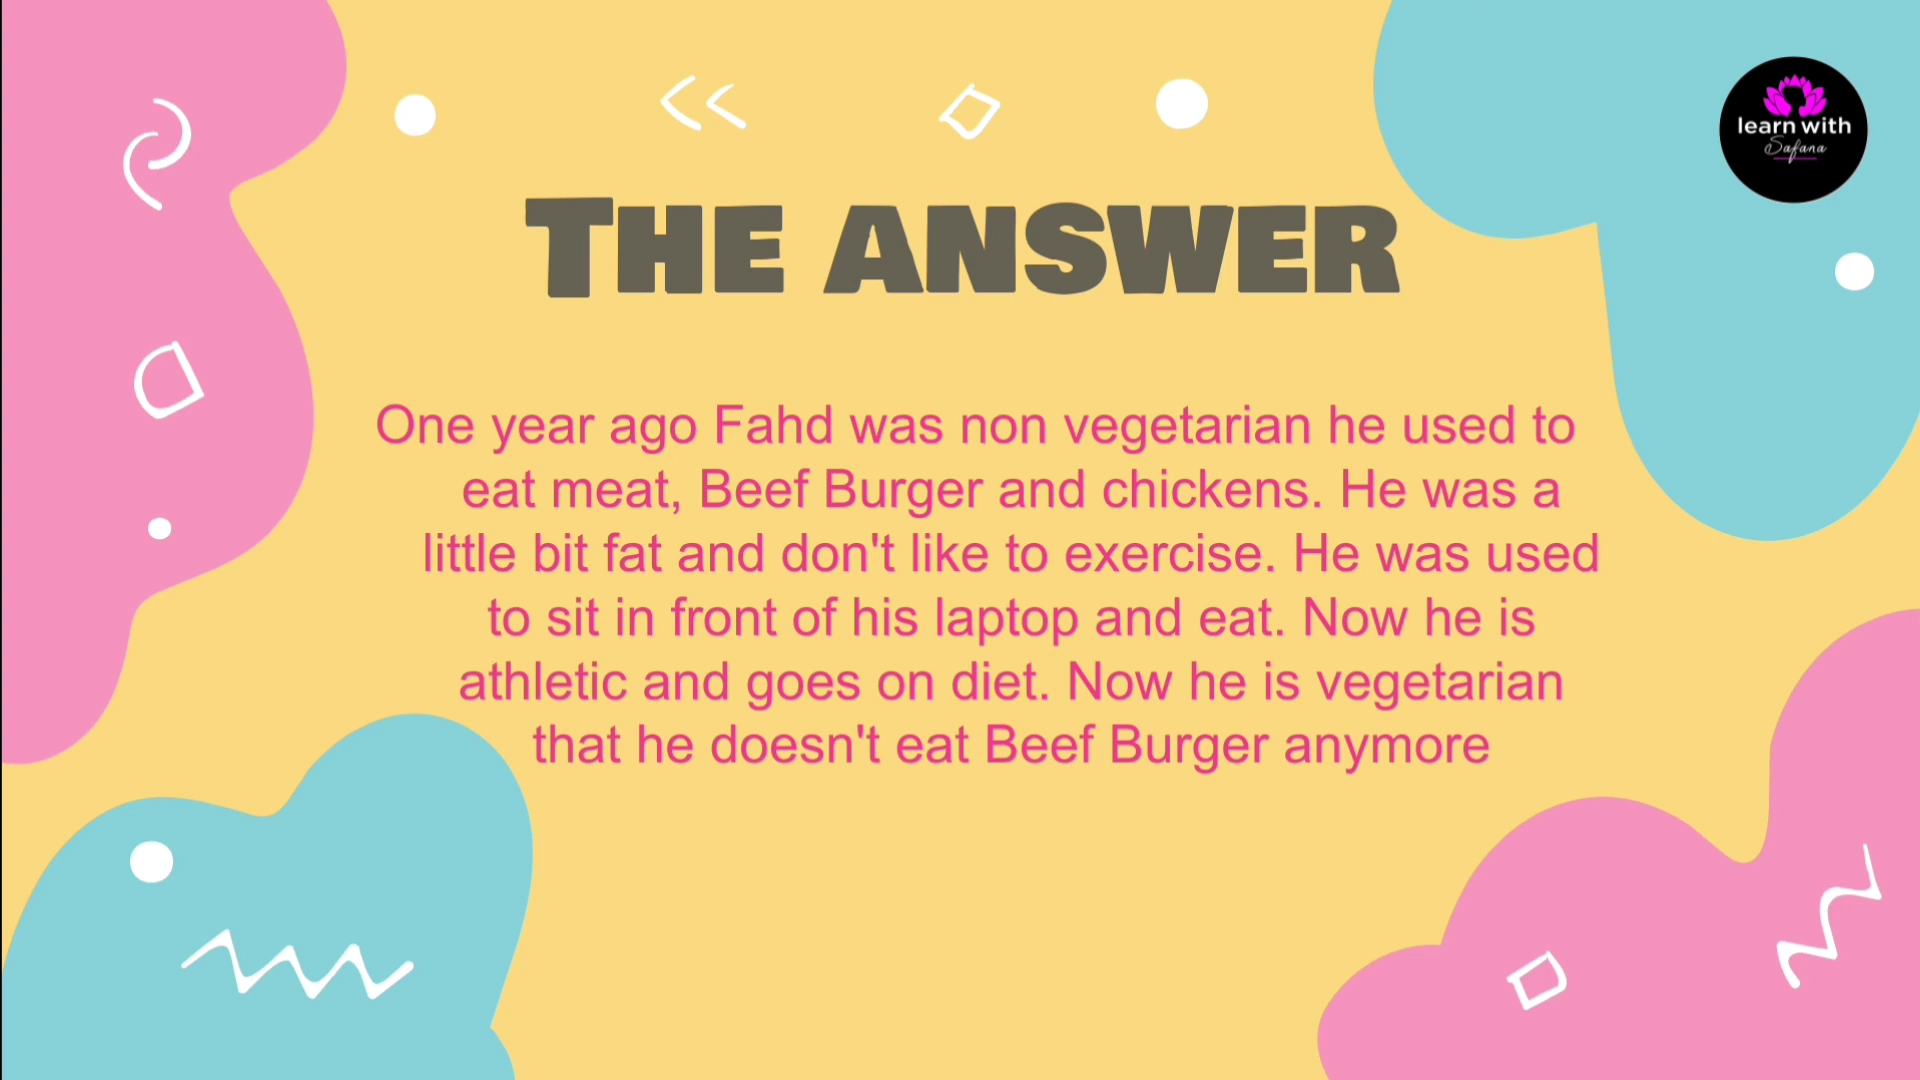 learn with
Safana
THE ANSWER
One year ago Fahd was non vegetarian he used to
eat meat, Beef Burger and chickens. He was a
little bit fat and don't like to exercise. He was used
to sit in front of his laptop and eat. Now he is
athletic and goes on diet. Now he is vegetarian
that he doesn't eat Beef Burger anymore